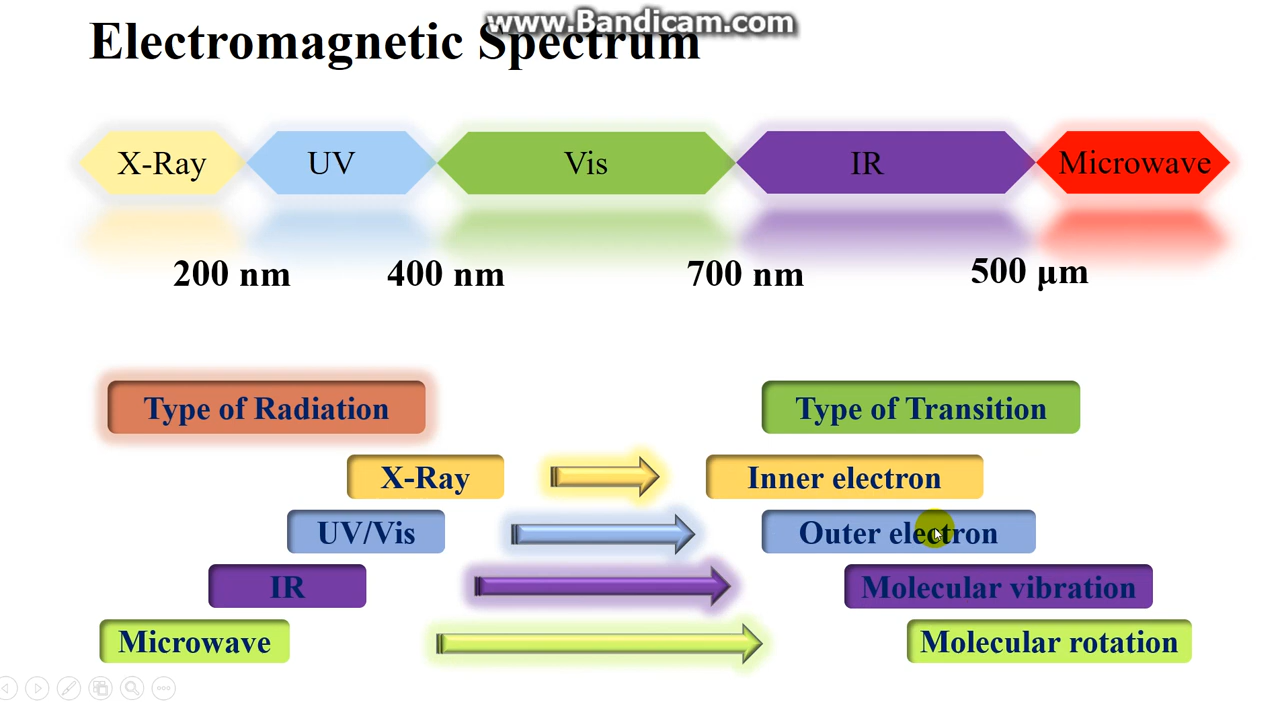 www.Bandicam.com
Electromagnetic Spectrum
X-Ray UV Vis IR Microwave
200 nm 400 nm 700 nm 500 µm
Type of Radiation Type of Transition
X-Ray Inner electron
UV/Vis Outer electron
IR Molecular vibration
Microwave Molecular rotation